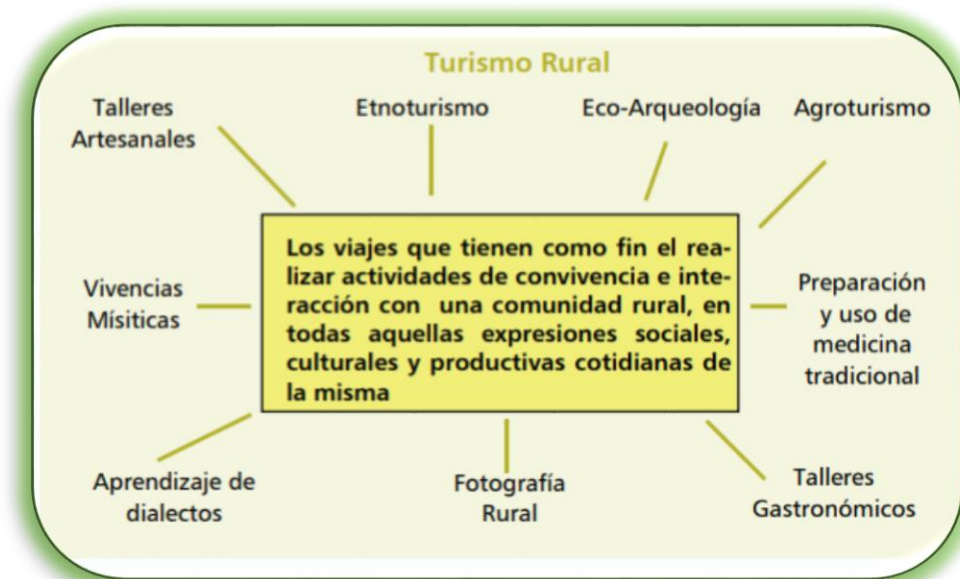 Turismo Rural
Talleres
Artesanales
Etnoturismo
Eco-Arqueología
Agroturismo
Los viajes que tienen como fin el rea-
lizar actividades de convivencia e inte-
racción con una comunidad rural, en
todas aquellas expresiones sociales,
culturales y productivas cotidianas de
la misma
Vivencias
Mísiticas
Preparación
y uso de
medicina
tradicional
Aprendizaje de
dialectos
Fotografía
Rural
Talleres
Gastronómicos